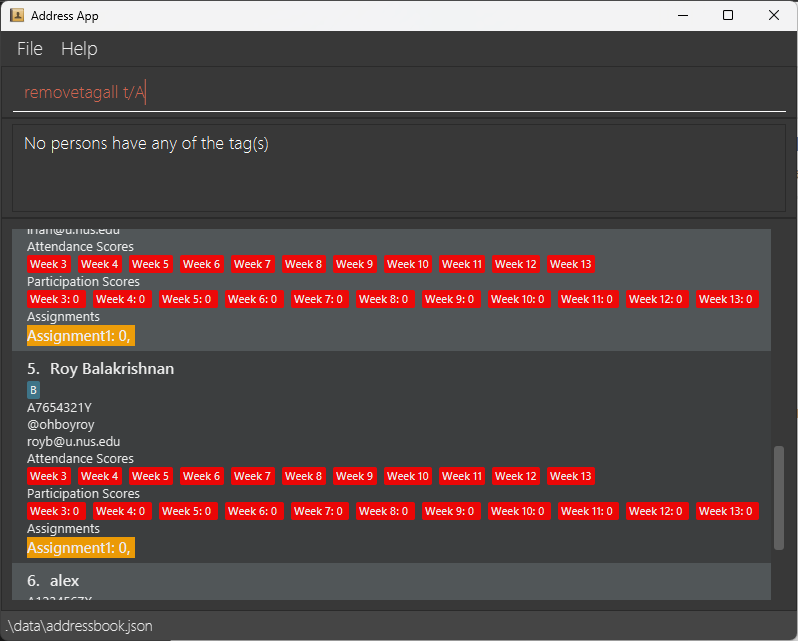 Address App
File Help
removetagall t/A
No persons have any of the tag(s)
irfan@u.nus.edu
Attendance Scores
Week 3 Week 4 Week 5 Week 6 Week 7 Week 8 Week 9 Week 10 Week 11 Week 12 Week 13
Participation Scores
Week 3: 0 Week 4: 0 Week 5: 0 Week 6: 0 Week 7: 0 Week 8: 0 Week 9: 0 Week 10: 0 Week 11: 0 Week 12: 0 Week 13: 0
Assignments
Assignment1: 0,
5. Roy Balakrishnan
B
A7654321Y
@ohboyroy
royb@u.nus.edu
Attendance Scores
Week 3 Week 4 Week 5 Week 6 Week 7 Week 8 Week 9 Week 10 Week 11 Week 12 Week 13
Participation Scores
Week 3: 0 Week 4: 0 Week 5: 0 Week 6: 0 Week 7: 0 Week 8: 0 Week 9: 0 Week 10: 0 Week 11: 0 Week 12: 0 Week 13: 0
Assignments
Assignment1: 0,
6. alex
.\data\addressbook.json